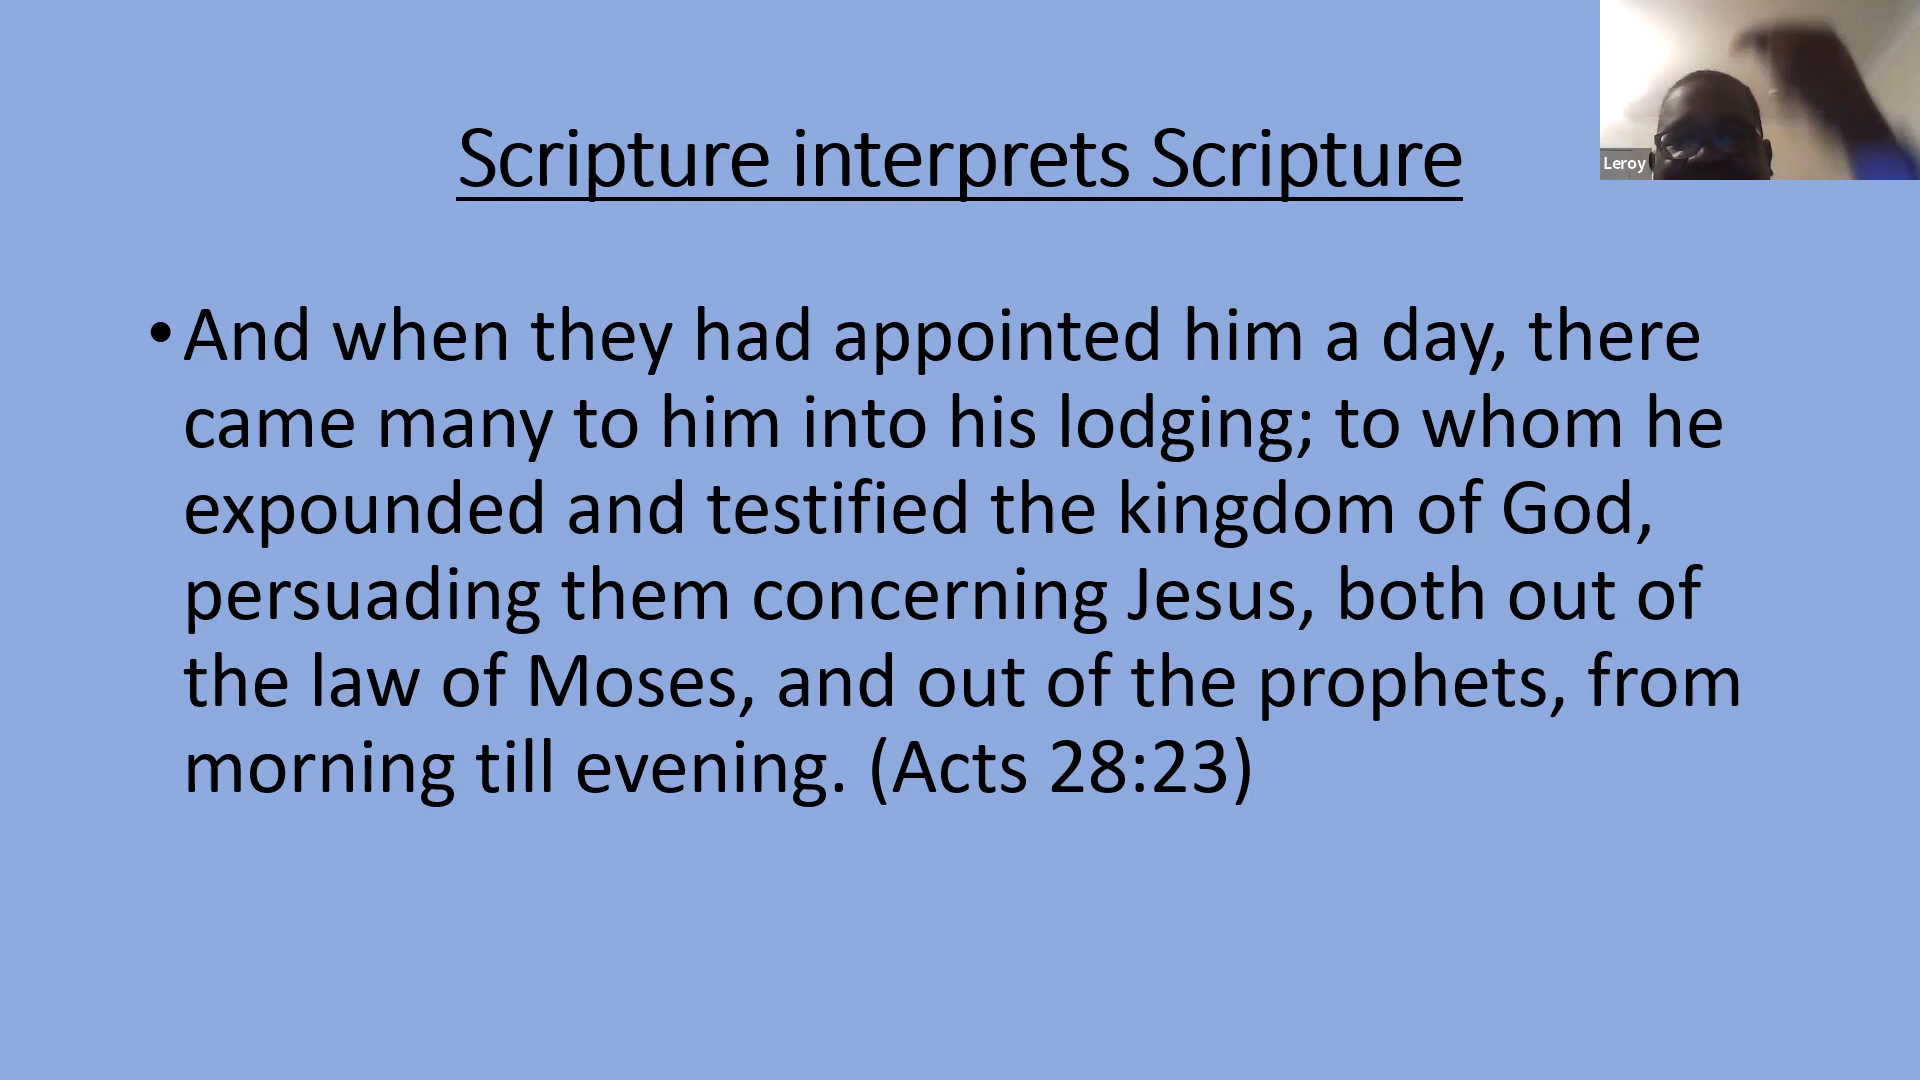 Scripture interprets Scripture
Leroy
•And when they had appointed him a day, there
came many to him into his lodging; to whom he
expounded and testified the kingdom of God,
persuading them concerning Jesus, both out of
the law of Moses, and out of the prophets, from
morning till evening. (Acts 28:23)